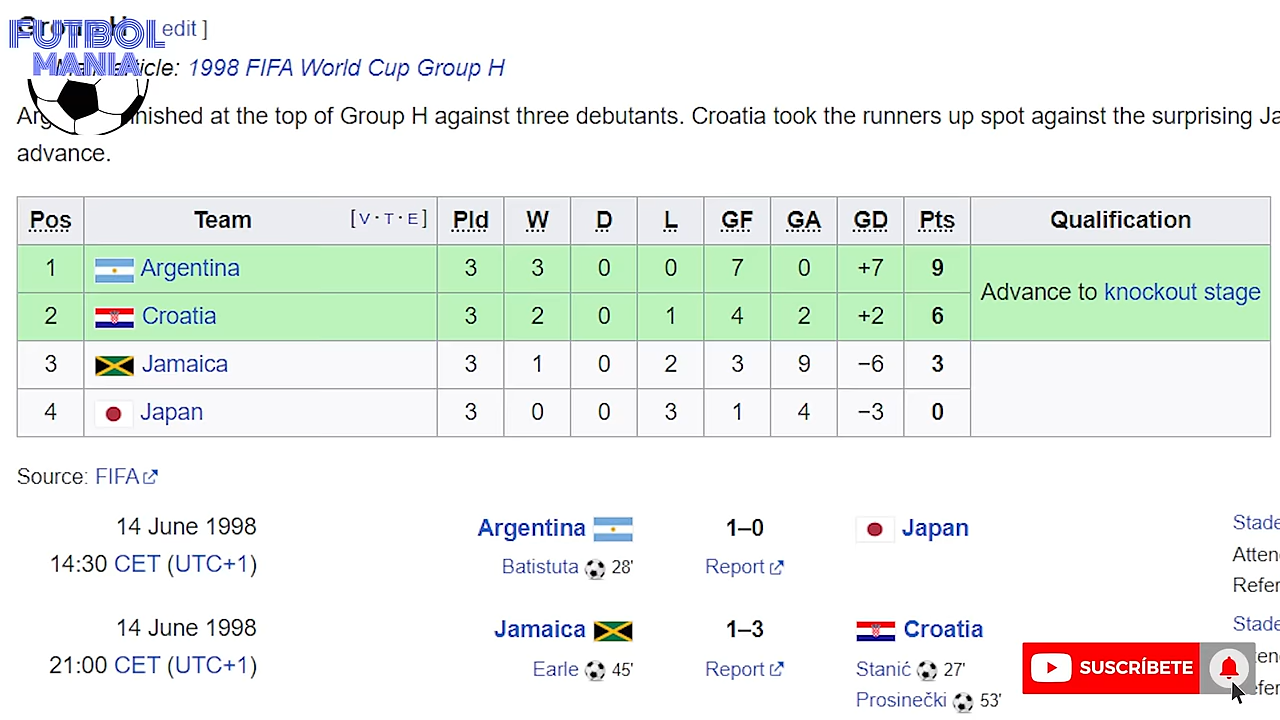 FUTBOL
MANIA
edit ]
1998 FIFA World Cup Group H
finished at the top of Group H against three debutants. Croatia took the runners up spot against the surprising
advance.
Pos Team [V·T·E] Pld W D L GF GA GD Pts Qualification
1 Argentina 3 3 0 0 7 0 +7 9 Advance to knockout stage
2 Croatia 3 2 0 1 4 2 +2 6
3 Jamaica 3 1 0 2 3 9 −6 3
4 Japan 3 0 0 3 1 4 −3 0
Source: FIFA
14 June 1998 Argentina 1–0 Japan
14:30 CET (UTC+1) Batistuta 28' Report
14 June 1998 Jamaica 1–3 Croatia
21:00 CET (UTC+1) Earle 45' Report Stanić 27'
Prosinečki 53'
SUSCRÍBETE